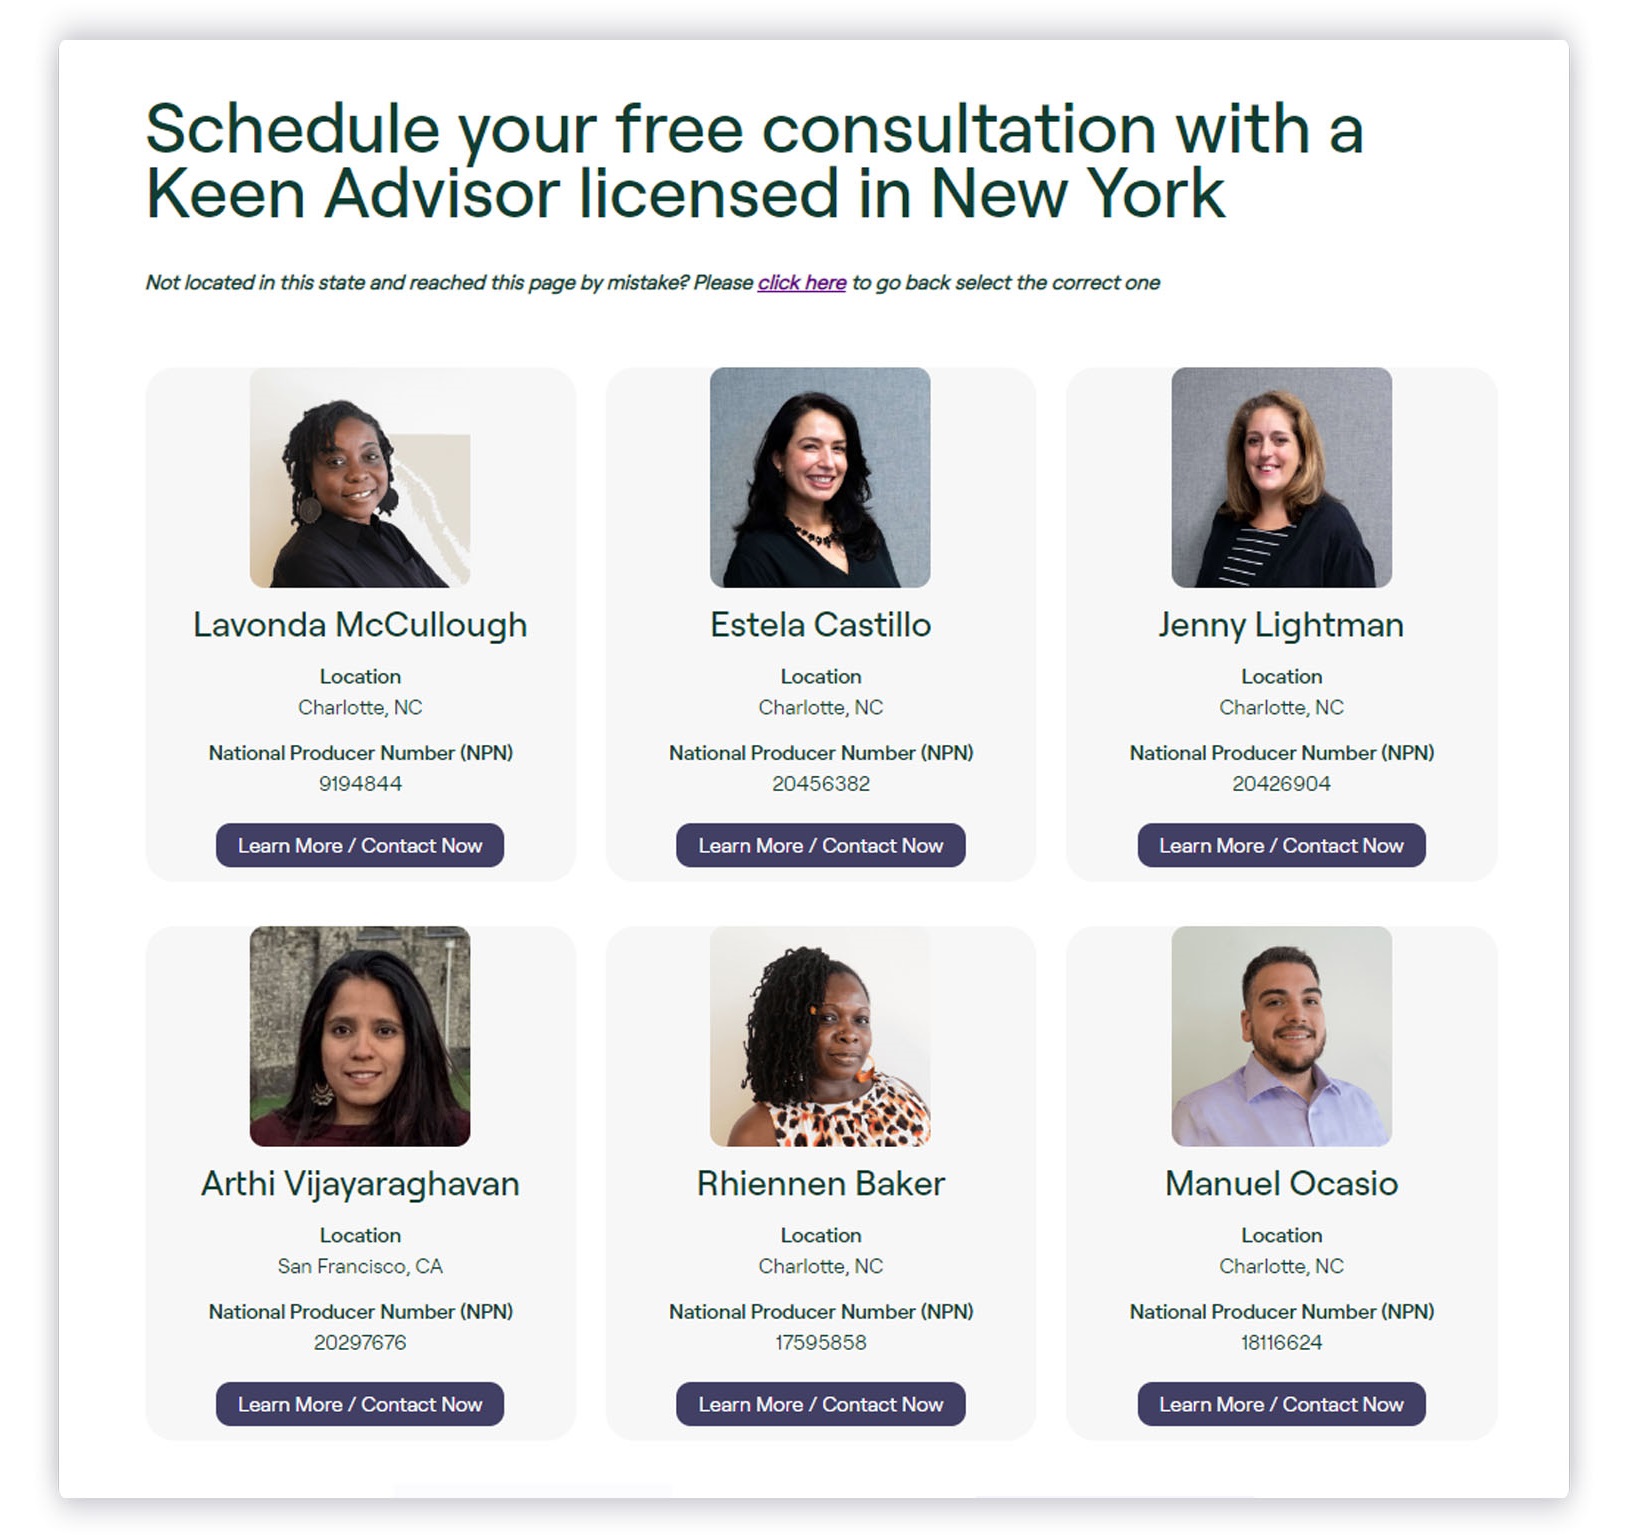 Schedule your free consultation with a
Keen Advisor licensed in New York
Not located in this state and reached this page by mistake? Please click here to go back select the correct one
Lavonda McCullough
Location
Charlotte, NC
National Producer Number (NPN)
9194844
Learn More / Contact Now
Estela Castillo
Location
Charlotte, NC
National Producer Number (NPN)
20456382
Learn More / Contact Now
Jenny Lightman
Location
Charlotte, NC
National Producer Number (NPN)
20426904
Learn More / Contact Now
Arthi Vijayaraghavan
Location
San Francisco, CA
National Producer Number (NPN)
20297676
Learn More / Contact Now
Rhiennen Baker
Location
Charlotte, NC
National Producer Number (NPN)
17595858
Learn More / Contact Now
Manuel Ocasio
Location
Charlotte, NC
National Producer Number (NPN)
18116624
Learn More / Contact Now